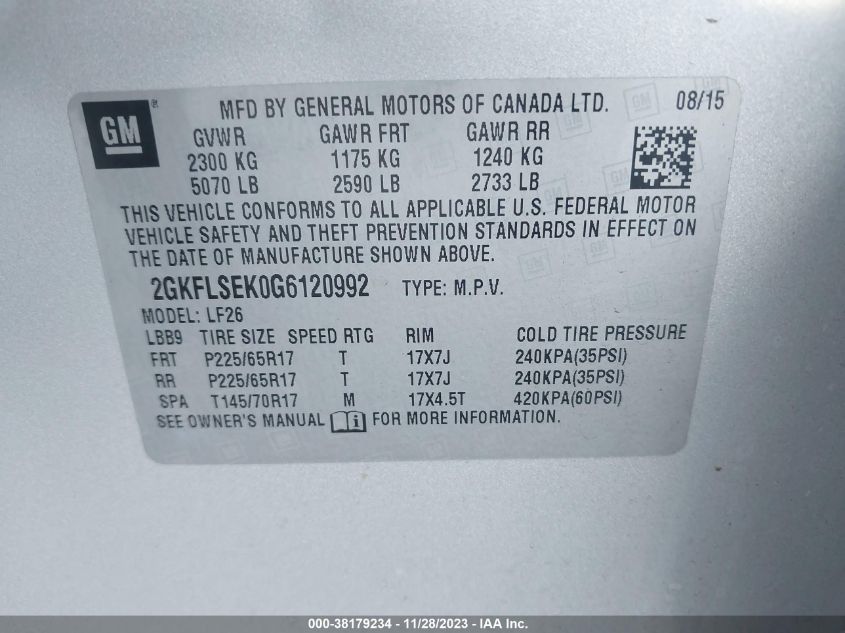 GM ® MFD BY GENERAL MOTORS OF CANADA LTD. 08/15
GVWR GAWR FRT GAWR RR
2300 KG 1175 KG 1240 KG
5070 LB 2590 LB 2733 LB
THIS VEHICLE CONFORMS TO ALL APPLICABLE U.S. FEDERAL MOTOR
VEHICLE SAFETY AND THEFT PREVENTION STANDARDS IN EFFECT ON
THE DATE OF MANUFACTURE SHOWN ABOVE.
2GKFLSEK0G6120992 TYPE: M.P.V.
MODEL: LF26
LBB9 TIRE SIZE SPEED RTG RIM COLD TIRE PRESSURE
FRT P225/65R17 T 17X7J 240KPA(35PSI)
RR P225/65R17 T 17X7J 240KPA(35PSI)
SPA T145/70R17 M 17X4.5T 420KPA(60PSI)
SEE OWNER'S MANUAL i FOR MORE INFORMATION.
000-38179234 - 11/28/2023 - IAA Inc.